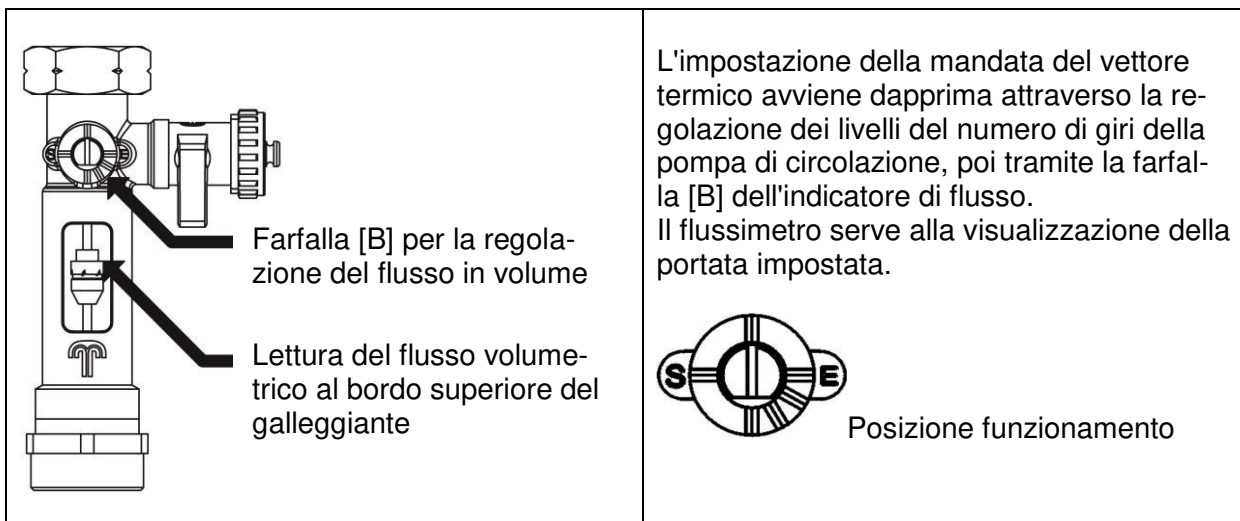 Farfalla [B] per la regola-
zione del flusso in volume
Lettura del flusso volume-
trico al bordo superiore del
galleggiante
L'impostazione della mandata del vettore
termico avviene dapprima attraverso la re-
golazione dei livelli del numero di giri della
pompa di circolazione, poi tramite la farfal-
la [B] dell'indicatore di flusso.
Il flussimetro serve alla visualizzazione della
portata impostata.
S E
Posizione funzionamento